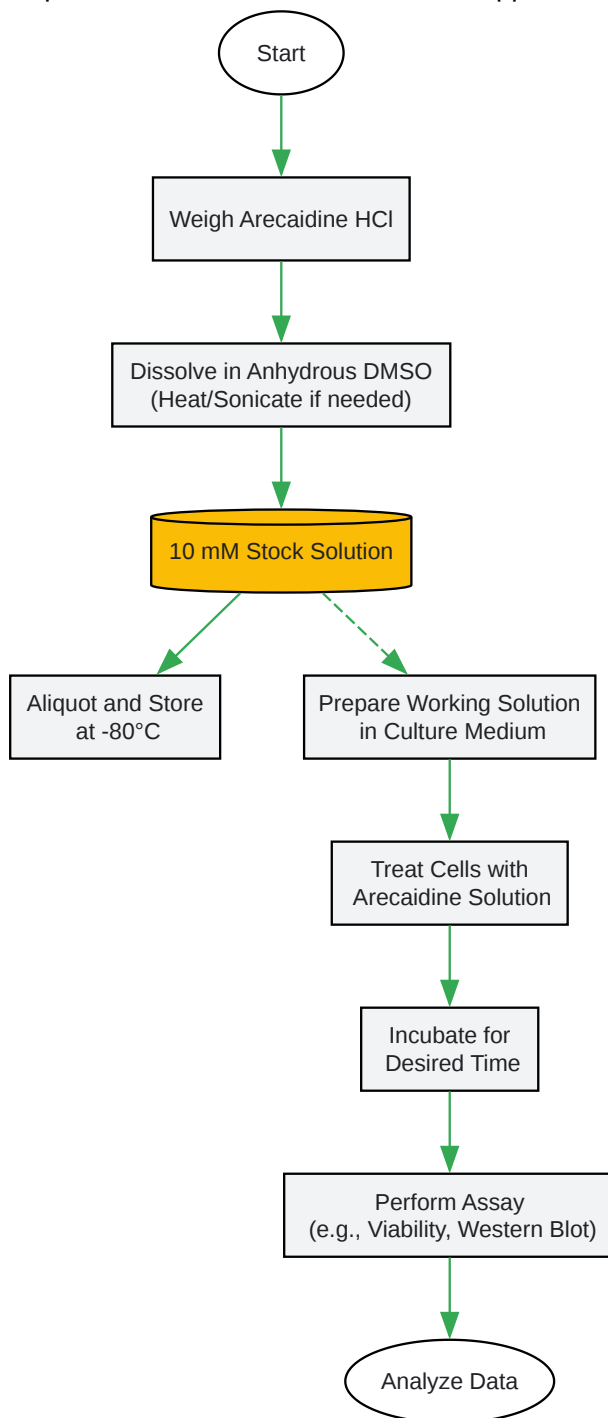 Start
Weigh Arecaidine HCl
Dissolve in Anhydrous DMSO
(Heat/Sonicate if needed)
10 mM Stock Solution
Aliquot and Store
at -80°C
Prepare Working Solution
in Culture Medium
Treat Cells with
Arecaidine Solution
Incubate for
Desired Time
Perform Assay
(e.g., Viability, Western Blot)
Analyze Data